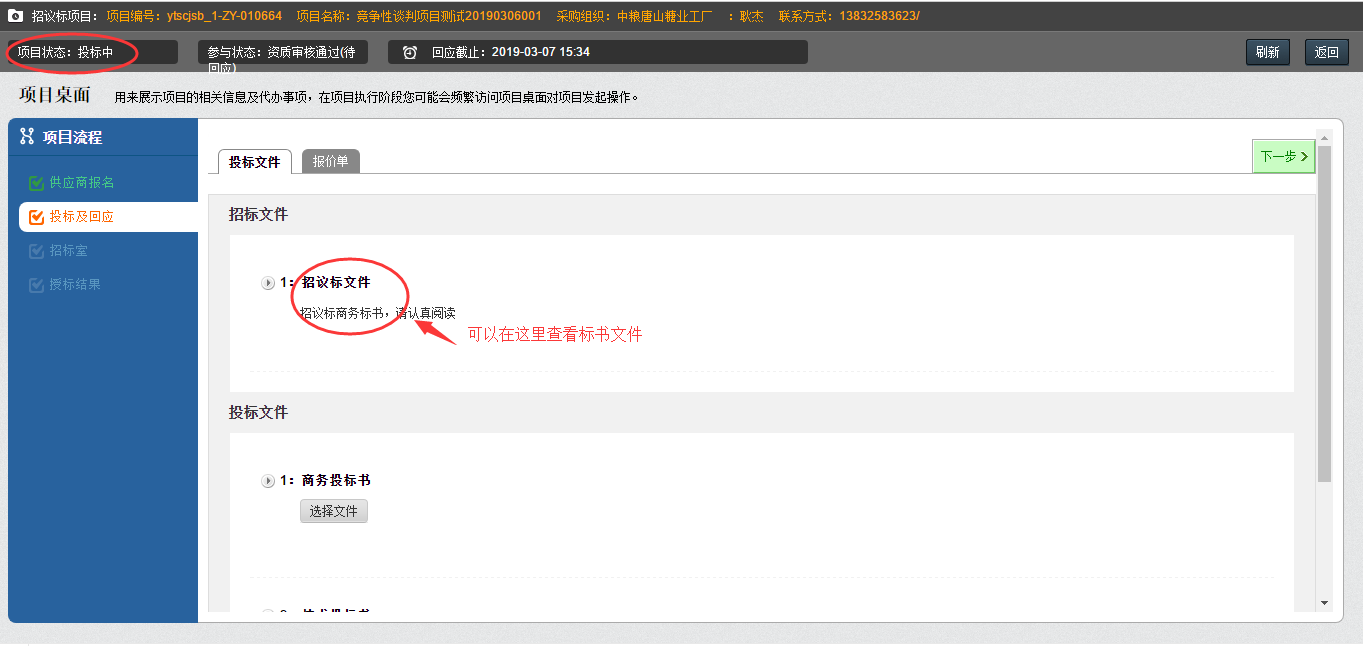 招议标项目：项目编号：ytscjsb_1-ZY-010664 项目名称：竞争性谈判项目测试20190306001 采购组织：中粮唐山糖业工厂 ：耿杰 联系方式：13832583623/
项目状态：投标中
参与状态：资质审核通过(待回应)
回应截止：2019-03-07 15:34
刷新
返回
项目桌面 用来展示项目的相关信息及代办事项，在项目执行阶段您可能会频繁访问项目桌面对项目发起操作。
项目流程
供应商报名
投标及回应
招标室
授标结果
投标文件
报价单
下一步
招标文件
1：招议标文件
招议标商务标书，请认真阅读
可以在这里查看标书文件
投标文件
1：商务投标书
选择文件